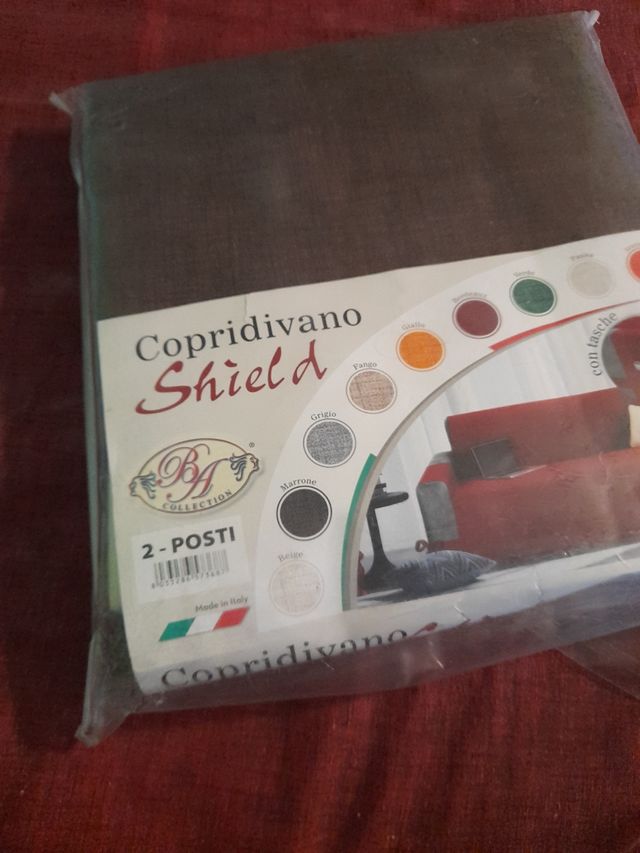 Copridivano
Shield
BA
COLLECTION
®
2 - POSTI
Made in Italy
Beige
Marrone
Grigio
Fango
Giallo
Bordeaux
Verde
Panna
con tasche
Copridivano